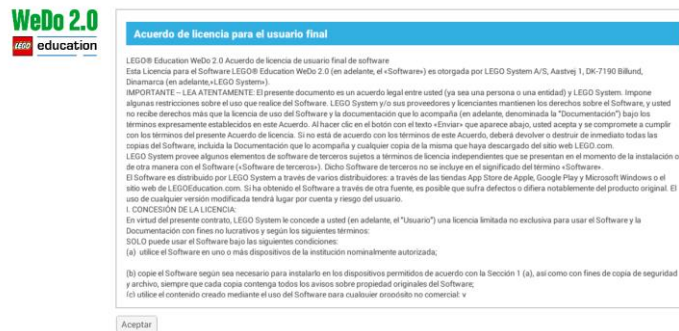 WeDo 2.0
LEGO education
Acuerdo de licencia para el usuario final
LEGO® Education WeDo 2.0 Acuerdo de licencia de usuario final de software
Esta Licencia para el Software LEGO® Education WeDo 2.0 (en adelante, el «Software») es otorgada por LEGO System A/S, Aastvej 1, DK-7190 Billund,
Dinamarca (en adelante,«LEGO System»).
IMPORTANTE – LEA ATENTAMENTE: El presente documento es un acuerdo legal entre usted (ya sea una persona o una entidad) y LEGO System. Impone
algunas restricciones sobre el uso que realice del Software. LEGO System y/o sus proveedores y licenciantes mantienen los derechos sobre el Software, y usted
no recibe derechos más que la licencia de uso del Software y la documentación que lo acompaña (en adelante, denominada la "Documentación") bajo los
términos expresamente establecidos en este Acuerdo. Al hacer clic en el botón con el texto «Enviar» que aparece abajo, usted acepta y se compromete a cumplir
con los términos del presente Acuerdo de licencia. Si no está de acuerdo con los términos de este Acuerdo, deberá devolver o destruir de inmediato todas las
copias del Software, incluida la Documentación que lo acompaña y cualquier copia de la misma que haya descargado del sitio web LEGO.com.
LEGO System provee algunos elementos de software de terceros sujetos a términos de licencia independientes que se presentan en el momento de la instalación o
de otra manera con el Software («Software de terceros»). Dicho Software de terceros no se incluye en el significado del término «Software».
El Software es distribuido por LEGO System a través de varios distribuidores: a través de las tiendas App Store de Apple, Google Play y Microsoft Windows o el
sitio web de LEGOEducation.com. Si ha obtenido el Software a través de otra fuente, es posible que sufra defectos o difiera notablemente del producto original. El
uso de cualquier versión modificada tendrá lugar por cuenta y riesgo del usuario.
I. CONCESIÓN DE LA LICENCIA:
En virtud del presente contrato, LEGO System le concede a usted (en adelante, el "Usuario") una licencia limitada no exclusiva para usar el Software y la
Documentación con fines no lucrativos y según los siguientes términos:
SOLO puede usar el Software bajo las siguientes condiciones:
(a) utilice el Software en uno o más dispositivos de la institución nominalmente autorizada;
(b) copie el Software según sea necesario para instalarlo en los dispositivos permitidos de acuerdo con la Sección 1 (a), así como con fines de copia de seguridad
y archivo, siempre que cada copia contenga todos los avisos sobre propiedad originales del Software;
(c) utilice el contenido creado mediante el uso del Software para cualquier propósito no comercial; y
Aceptar